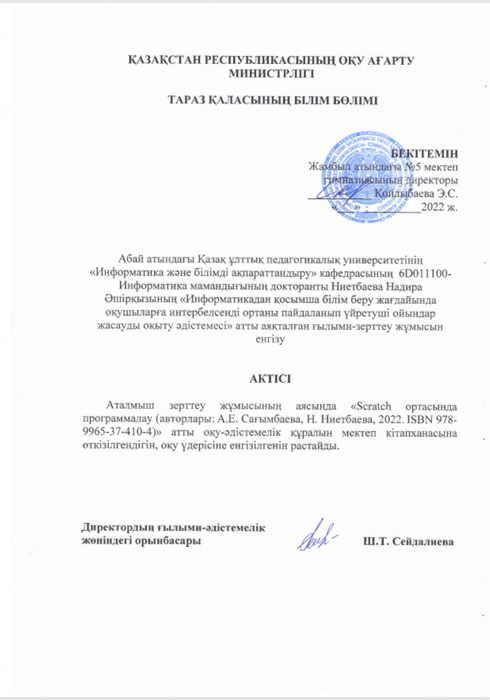 ҚАЗАҚСТАН РЕСПУБЛИКАСЫНЫҢ ОҚУ АҒАРТУ
МИНИСТРЛІГІ
ТАРАЗ ҚАЛАСЫНЫҢ БІЛІМ БӨЛІМІ
БЕКІТЕМІН
Жамбыл атындағы №5 мектеп
гимназиясының директоры
___________ Қойлыбаева Э.С.
«___» __________2022 ж.
Абай атындағы Қазақ ұлттық педагогикалық университетінің
«Информатика және білімді ақпараттандыру» кафедрасының 6D011100-
Информатика мамандығының докторанты Ниетбаева Надира
Әшірқызының «Информатикадан қосымша білім беру жағдайында
оқушыларға интербелсенді ортаны пайдаланып үйретуші ойындар
жасауды оқыту әдістемесі» атты аяқталған ғылыми-зерттеу жұмысын
енгізу
АКТІСІ
Аталмыш зерттеу жұмысының аясында «Scratch ортасында
программалау (авторлары: А.Е. Сағымбаева, Н. Ниетбаева, 2022. ISBN 978-
9965-37-410-4)» атты оқу-әдістемелік құралын мектеп кітапханасына
өткізілгендігін, оқу үдерісіне енгізілгенін растайды.
Директордың ғылыми-әдістемелік
жөніндегі орынбасары Ш.Т. Сейдалиева